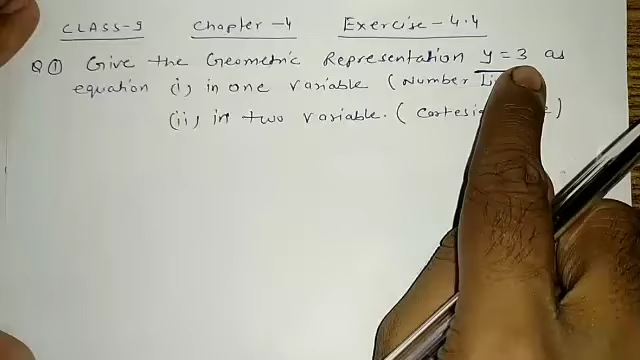 CLASS-9 Chapter-4 Exercise-4.4
Q① Give the Geometric Representation y = 3 as
equation (i) in one variable (Number
(ii) in two variable. (